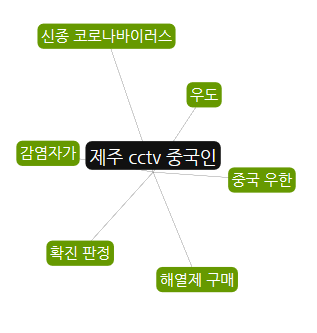 신종 코로나바이러스
우도
감염자가
제주 cctv 중국인
중국 우한
확진 판정
해열제 구매